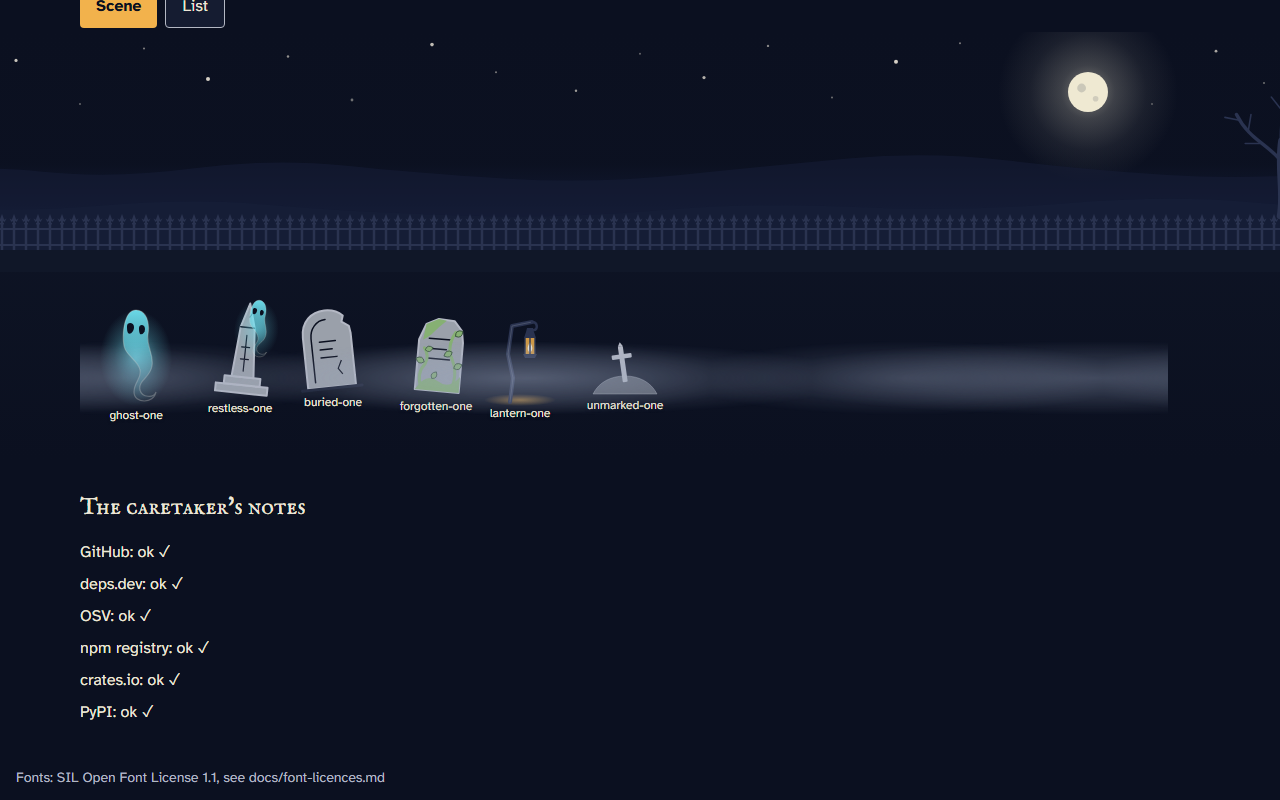 Scene
List
ghost-one
restless-one
buried-one
forgotten-one
lantern-one
unmarked-one
The caretaker's notes
GitHub: ok ✓
deps.dev: ok ✓
OSV: ok ✓
npm registry: ok ✓
crates.io: ok ✓
PyPI: ok ✓
Fonts: SIL Open Font License 1.1, see docs/font-licences.md